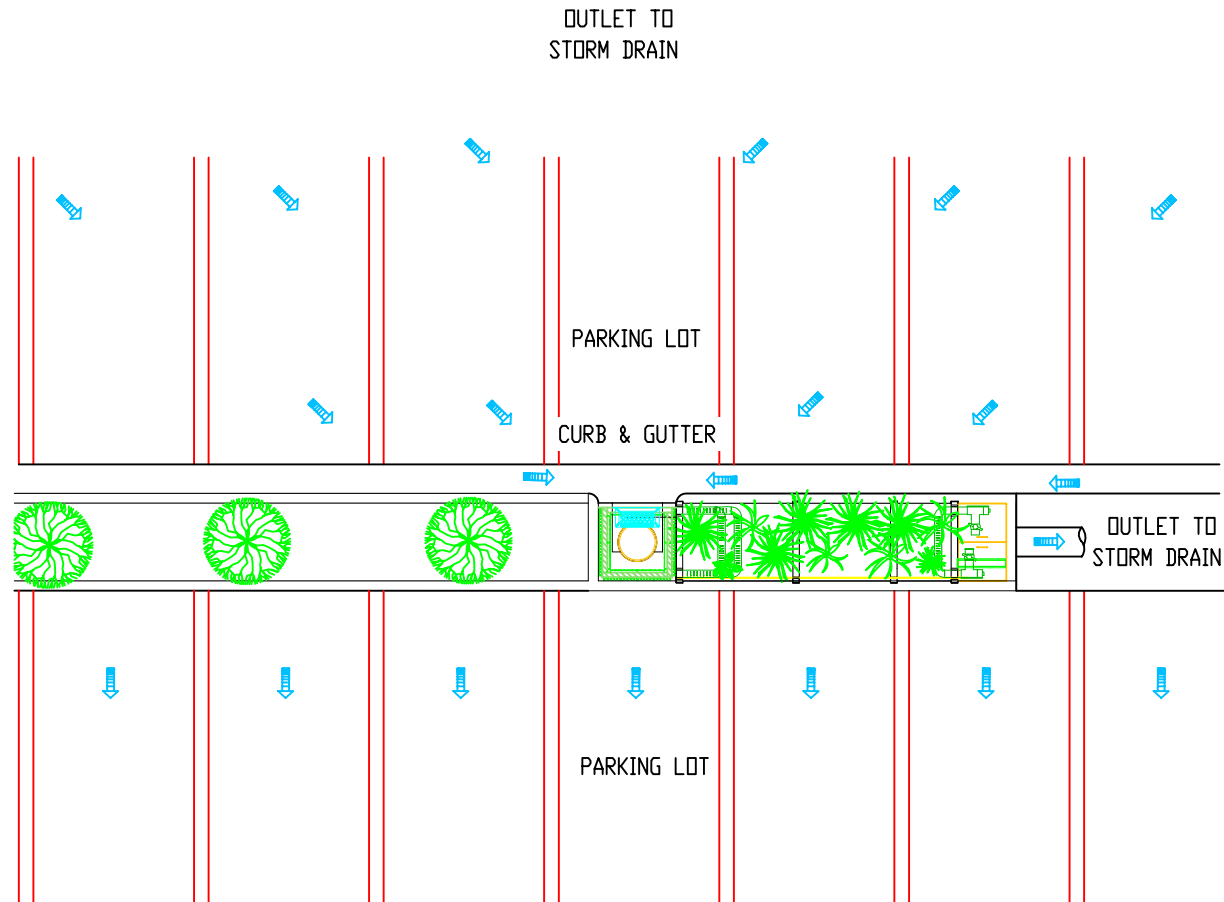 OUTLET TO
STORM DRAIN
PARKING LOT
CURB & GUTTER
OUTLET TO
STORM DRAIN
PARKING LOT